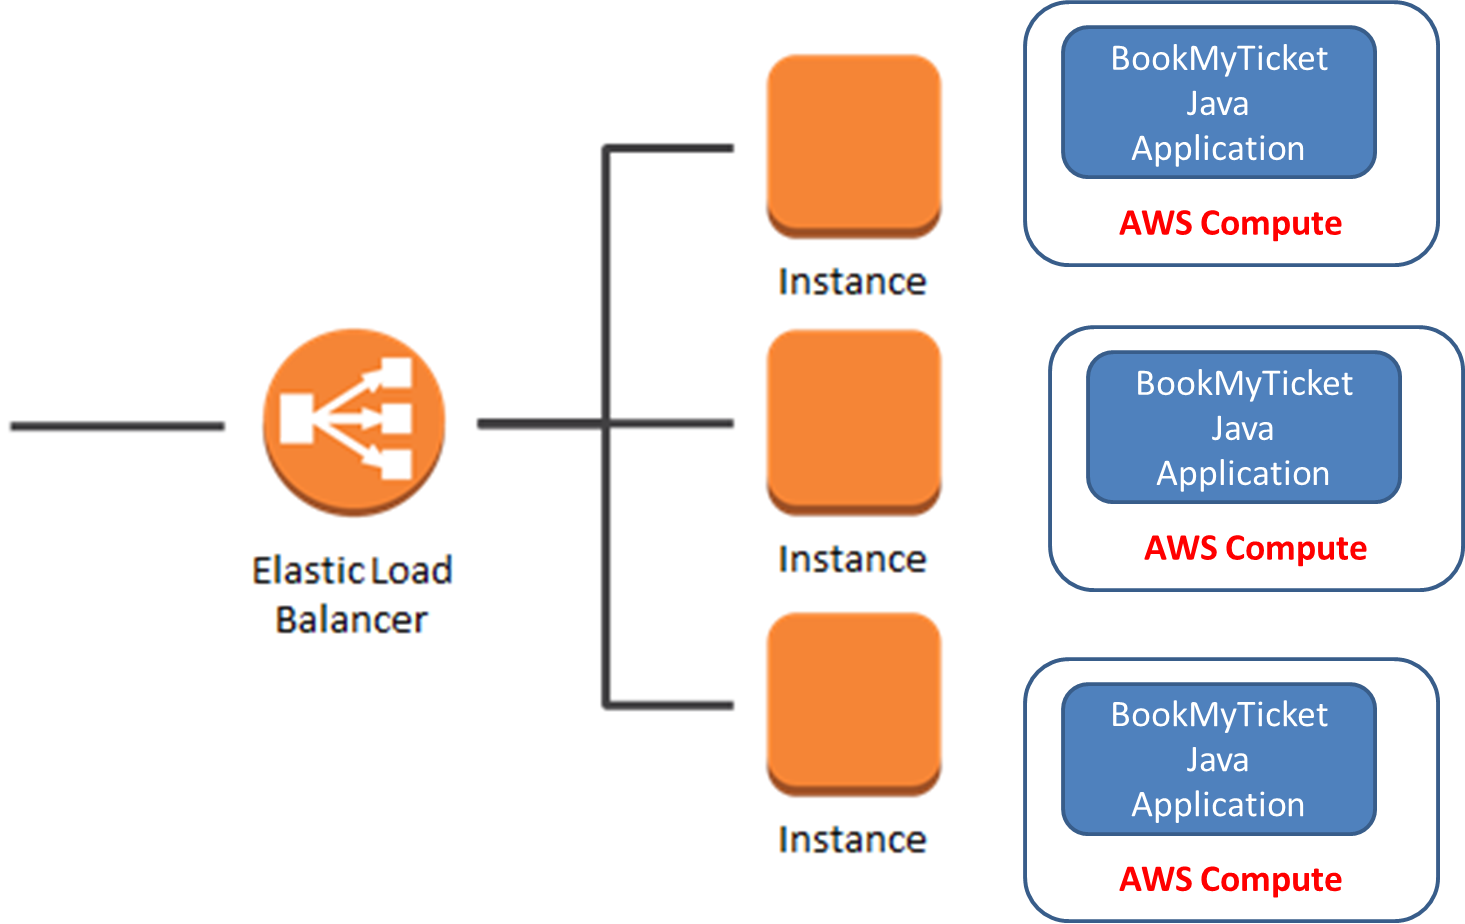 BookMyTicket
Java
Application
AWS Compute
Instance
BookMyTicket
Java
Application
AWS Compute
Instance
Elastic Load
Balancer
BookMyTicket
Java
Application
AWS Compute
Instance